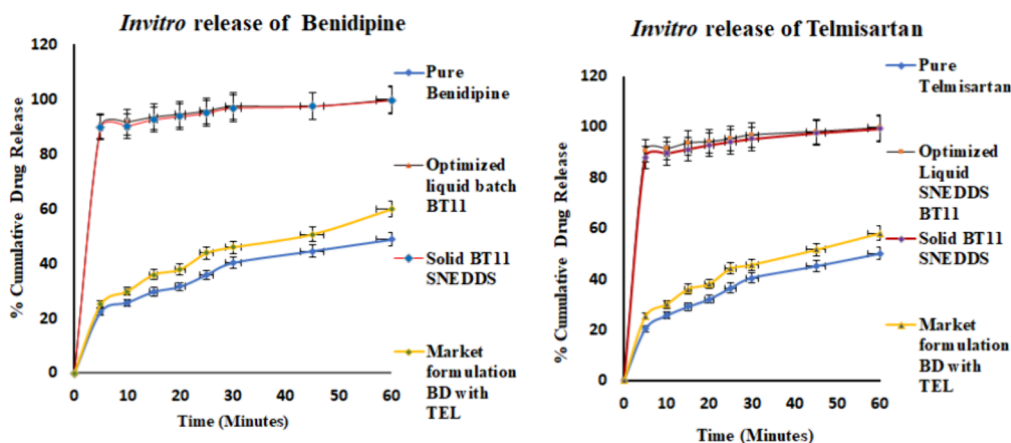 Invitro release of Benidipine
120
100
80
60
40
20
0
0
10
20
30
40
50
60
% Cumulative Drug Release
Time (Minutes)
Pure
Benidipine
Optimized
liquid batch
BT11
Solid BT11
SNEDDS
Market
formulation
BD with
TEL
Invitro release of Telmisartan
120
100
80
60
40
20
0
0
10
20
30
40
50
60
% Cumulative Drug Release
Time (Minutes)
Pure
Telmisartan
Optimized
Liquid
SNEDDS
BT11
Solid BT11
SNEDDS
Market
formulation
BD with
TEL